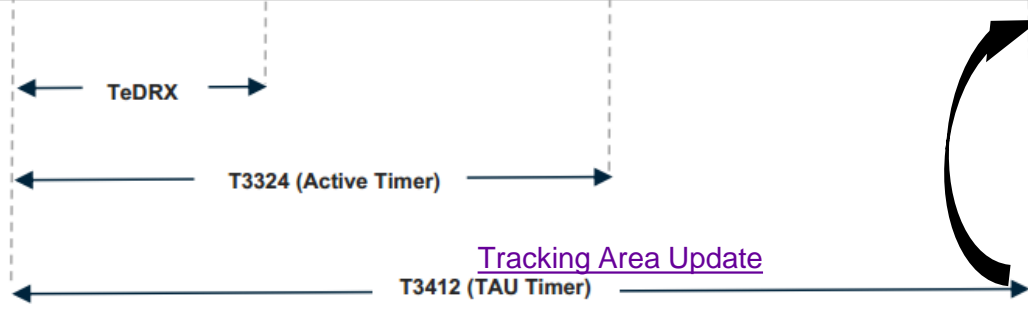 TeDRX
T3324 (Active Timer)
Tracking Area Update
T3412 (TAU Timer)